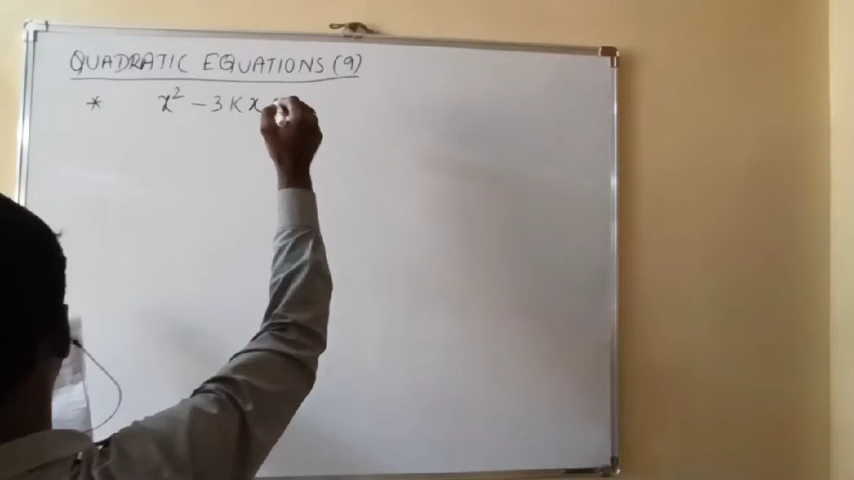 QUADRATIC EQUATIONS (9)
* x² - 3Kx